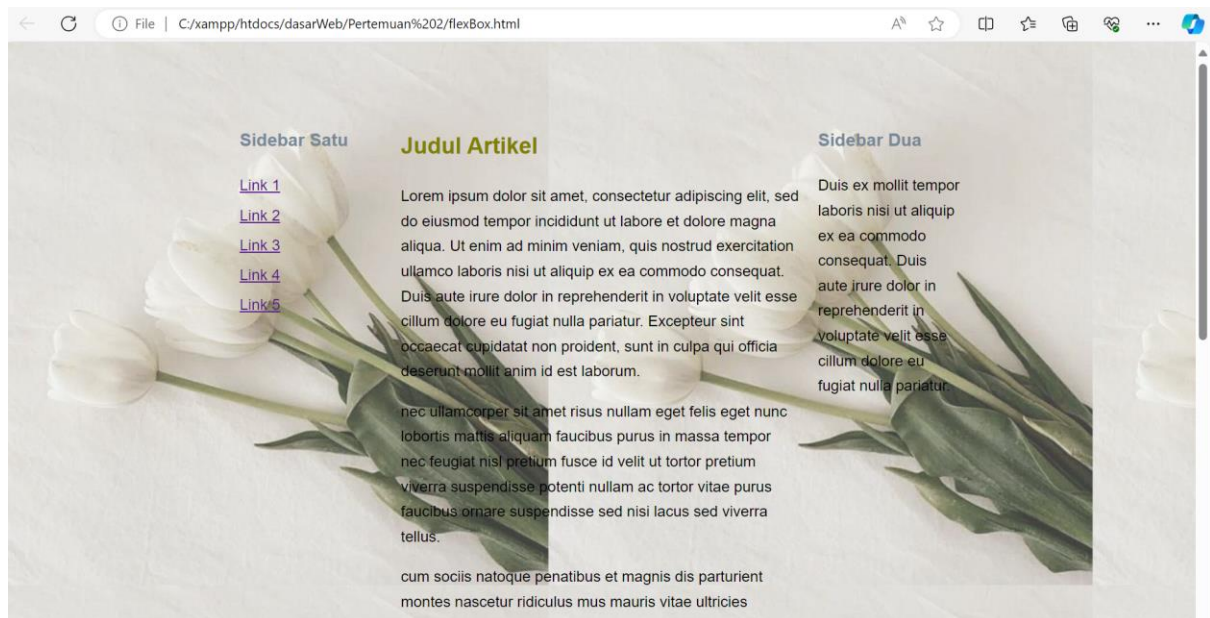 File | C:/xampp/htdocs/dasarWeb/Pertemuan%202/flexBox.html
Sidebar Satu
Link 1
Link 2
Link 3
Link 4
Link 5
Judul Artikel
Lorem ipsum dolor sit amet, consectetur adipiscing elit, sed
do eiusmod tempor incididunt ut labore et dolore magna
aliqua. Ut enim ad minim veniam, quis nostrud exercitation
ullamco laboris nisi ut aliquip ex ea commodo consequat.
Duis aute irure dolor in reprehenderit in voluptate velit esse
cillum dolore eu fugiat nulla pariatur. Excepteur sint
occaecat cupidatat non proident, sunt in culpa qui officia
deserunt mollit anim id est laborum.
nec ullamcorper sit amet risus nullam eget felis eget nunc
lobortis mattis aliquam faucibus purus in massa tempor
nec feugiat nisl pretium fusce id velit ut tortor pretium
viverra suspendisse potenti nullam ac tortor vitae purus
faucibus ornare suspendisse sed nisi lacus sed viverra
tellus.
cum sociis natoque penatibus et magnis dis parturient
montes nascetur ridiculus mus mauris vitae ultricies
Sidebar Dua
Duis ex mollit tempor
laboris nisi ut aliquip
ex ea commodo
consequat. Duis
aute irure dolor in
reprehenderit in
voluptate velit esse
cillum dolore eu
fugiat nulla pariatur.